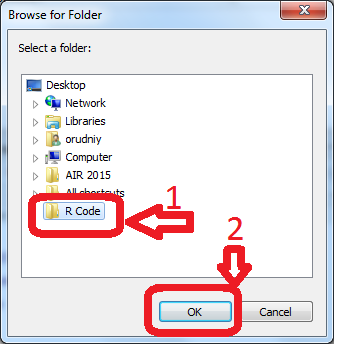 Browse for Folder
Select a folder:
Desktop
Network
Libraries
orudniy
Computer
AIR 2015
All shortcuts
R Code
1
2
OK
Cancel